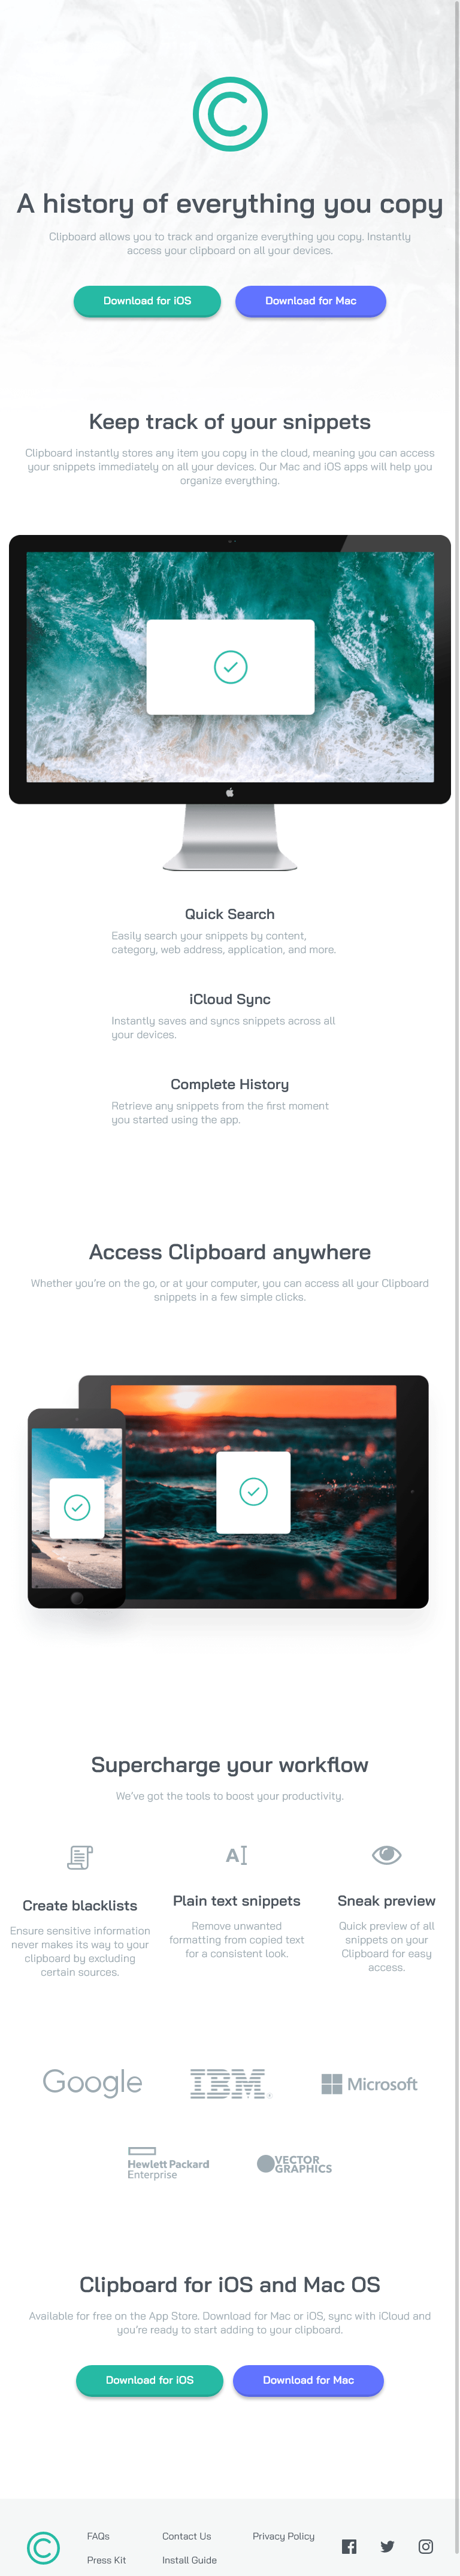 A history of everything you copy
Clipboard allows you to track and organize everything you copy. Instantly
access your clipboard on all your devices.
Download for iOS
Download for Mac
Keep track of your snippets
Clipboard instantly stores any item you copy in the cloud, meaning you can access
your snippets immediately on all your devices. Our Mac and iOS apps will help you
organize everything.
Quick Search
Easily search your snippets by content,
category, web address, application, and more.
iCloud Sync
Instantly saves and syncs snippets across all
your devices.
Complete History
Retrieve any snippets from the first moment
you started using the app.
Access Clipboard anywhere
Whether you're on the go, or at your computer, you can access all your Clipboard
snippets in a few simple clicks.
Supercharge your workflow
We've got the tools to boost your productivity.
Create blacklists
Ensure sensitive information
never makes its way to your
clipboard by excluding
certain sources.
AI
Plain text snippets
Remove unwanted
formatting from copied text
for a consistent look.
Sneak preview
Quick preview of all
snippets on your
Clipboard for easy
access.
Google
IBM
Microsoft
Hewlett Packard
Enterprise
VECTOR
GRAPHICS
Clipboard for iOS and Mac OS
Available for free on the App Store. Download for Mac or iOS, sync with iCloud and
you're ready to start adding to your clipboard.
Download for iOS
Download for Mac
FAQs
Contact Us
Privacy Policy
Press Kit
Install Guide